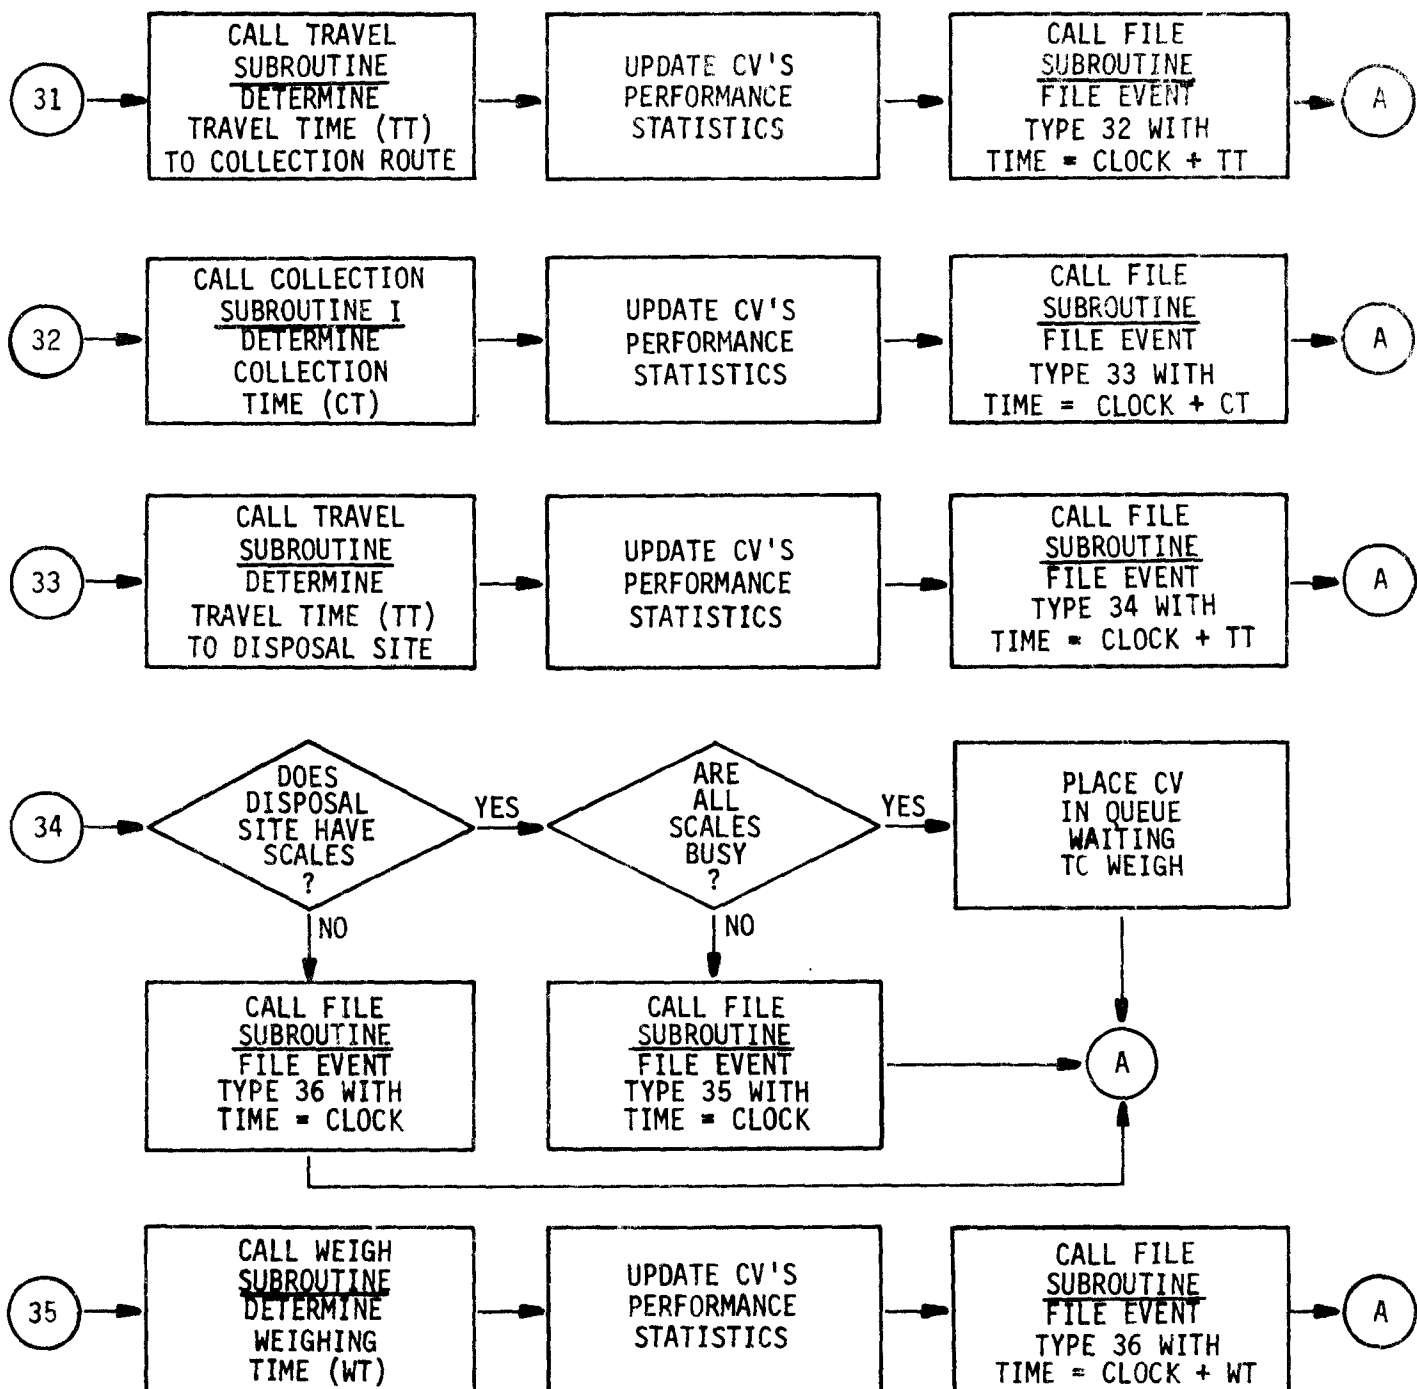 31
CALL TRAVEL
SUBROUTINE
DETERMINE
TRAVEL TIME (TT)
TO COLLECTION ROUTE
UPDATE CV'S
PERFORMANCE
STATISTICS
CALL FILE
SUBROUTINE
FILE EVENT
TYPE 32 WITH
TIME = CLOCK + TT
A
32
CALL COLLECTION
SUBROUTINE I
DETERMINE
COLLECTION
TIME (CT)
UPDATE CV'S
PERFORMANCE
STATISTICS
CALL FILE
SUBROUTINE
FILE EVENT
TYPE 33 WITH
TIME = CLOCK + CT
A
33
CALL TRAVEL
SUBROUTINE
DETERMINE
TRAVEL TIME (TT)
TO DISPOSAL SITE
UPDATE CV'S
PERFORMANCE
STATISTICS
CALL FILE
SUBROUTINE
FILE EVENT
TYPE 34 WITH
TIME = CLOCK + TT
A
34
DOES
DISPOSAL
SITE HAVE
SCALES
?
YES
ARE
ALL
SCALES
BUSY
?
YES
PLACE CV
IN QUEUE
WAITING
TC WEIGH
NO
NO
CALL FILE
SUBROUTINE
FILE EVENT
TYPE 36 WITH
TIME = CLOCK
CALL FILE
SUBROUTINE
FILE EVENT
TYPE 35 WITH
TIME = CLOCK
A
35
CALL WEIGH
SUBROUTINE
DETERMINE
WEIGHING
TIME (WT)
UPDATE CV'S
PERFORMANCE
STATISTICS
CALL FILE
SUBROUTINE
FILE EVENT
TYPE 36 WITH
TIME = CLOCK + WT
A